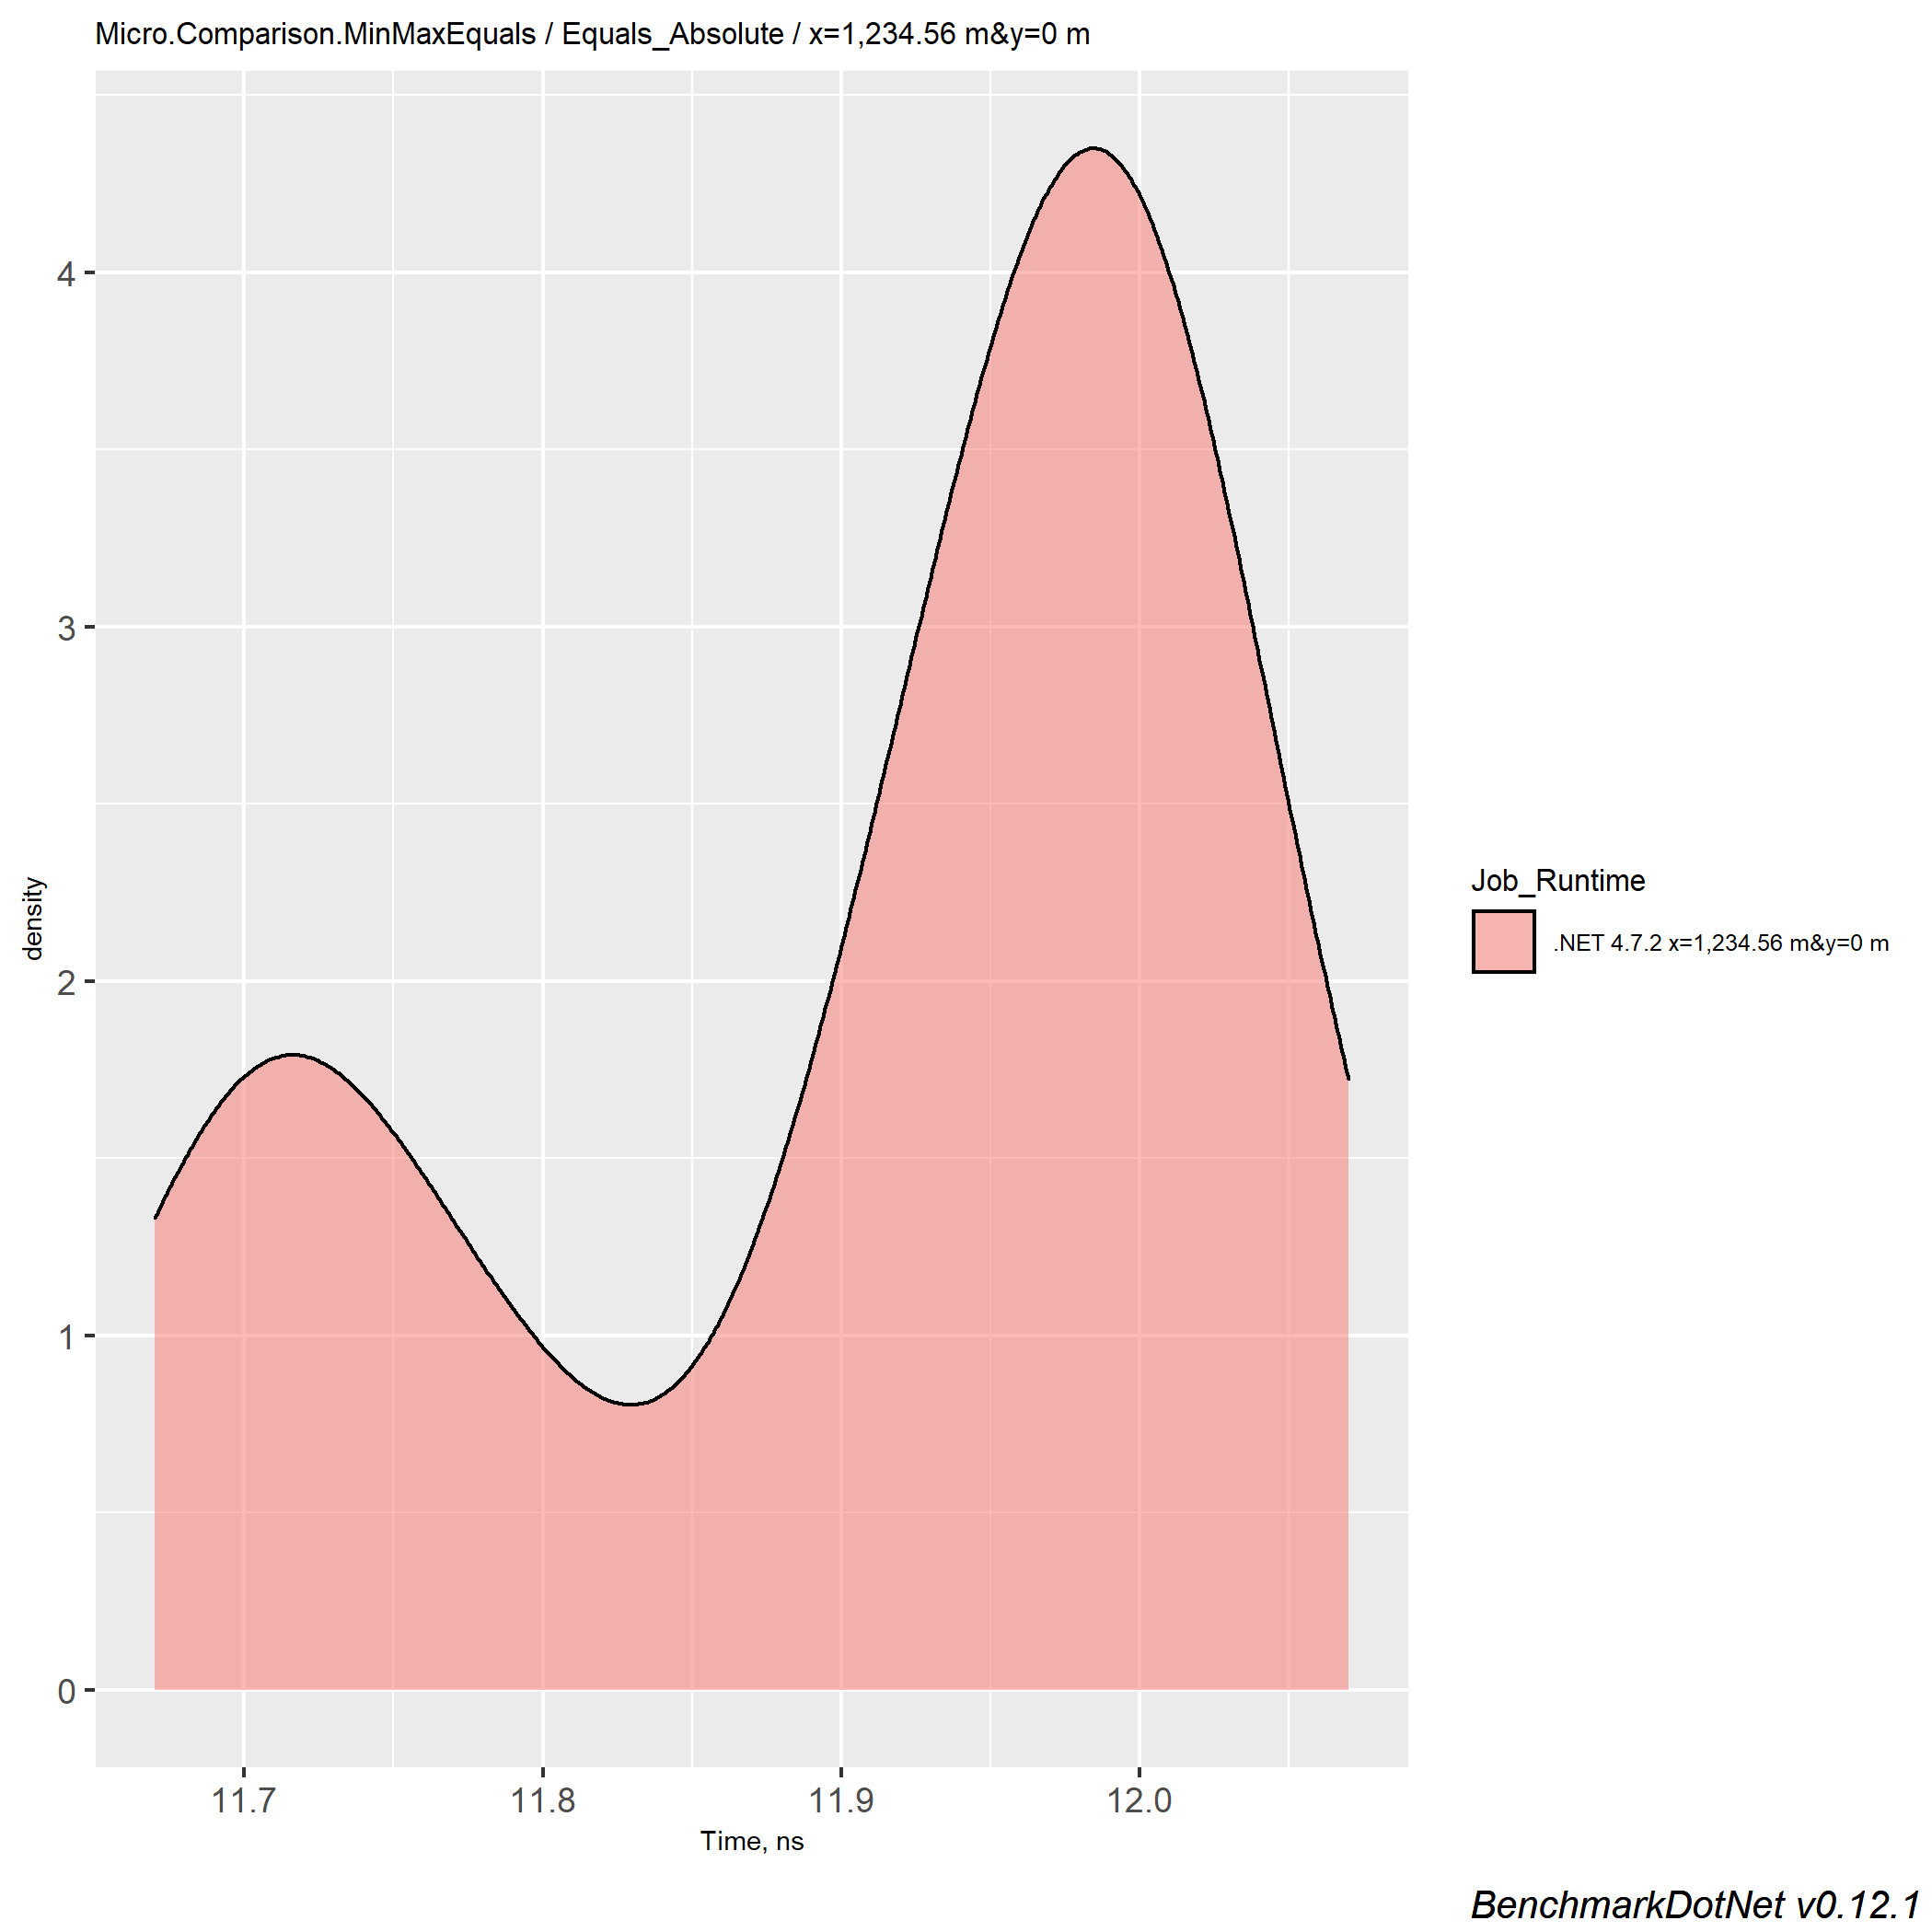 Micro.Comparison.MinMaxEquals / Equals_Absolute / x=1,234.56 m&y=0 m
4
3
2
1
0
density
11.7 11.8 11.9 12.0
Time, ns
Job_Runtime
.NET 4.7.2 x=1,234.56 m&y=0 m
BenchmarkDotNet v0.12.1